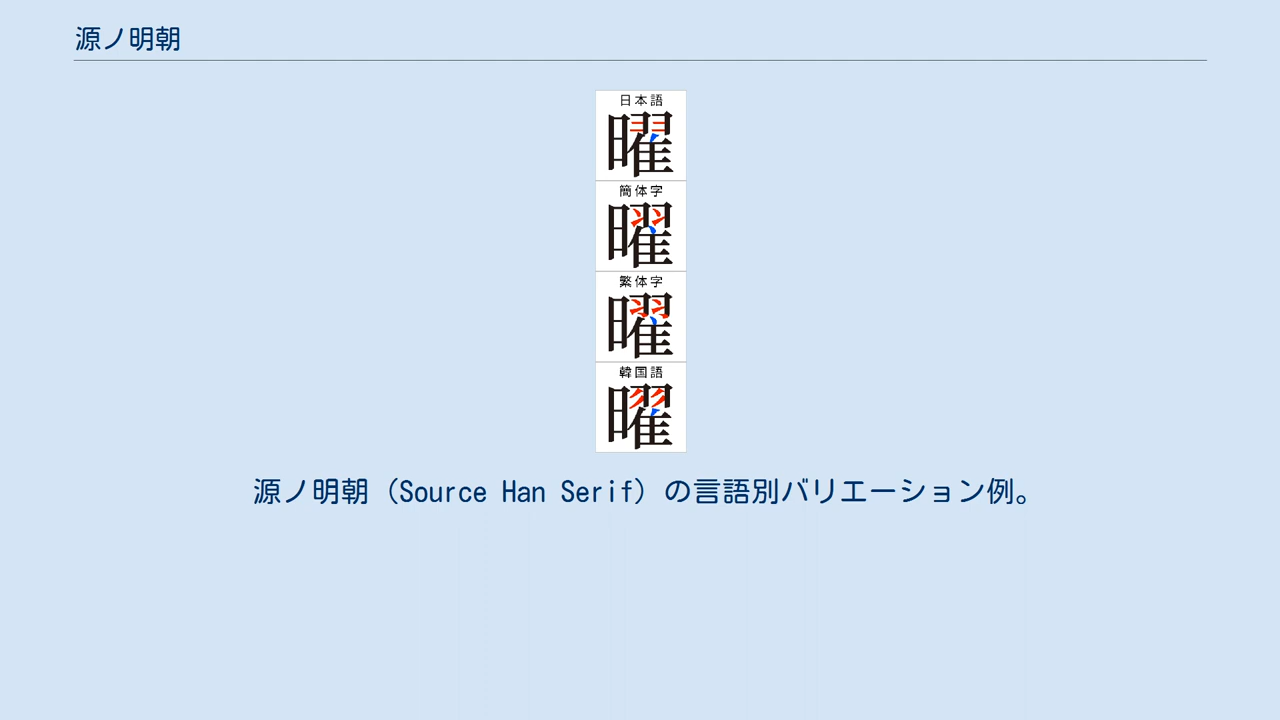 源ノ明朝
日本語
曜
簡体字
曜
繁体字
曜
韓国語
曜
源ノ明朝（Source Han Serif）の言語別バリエーション例。